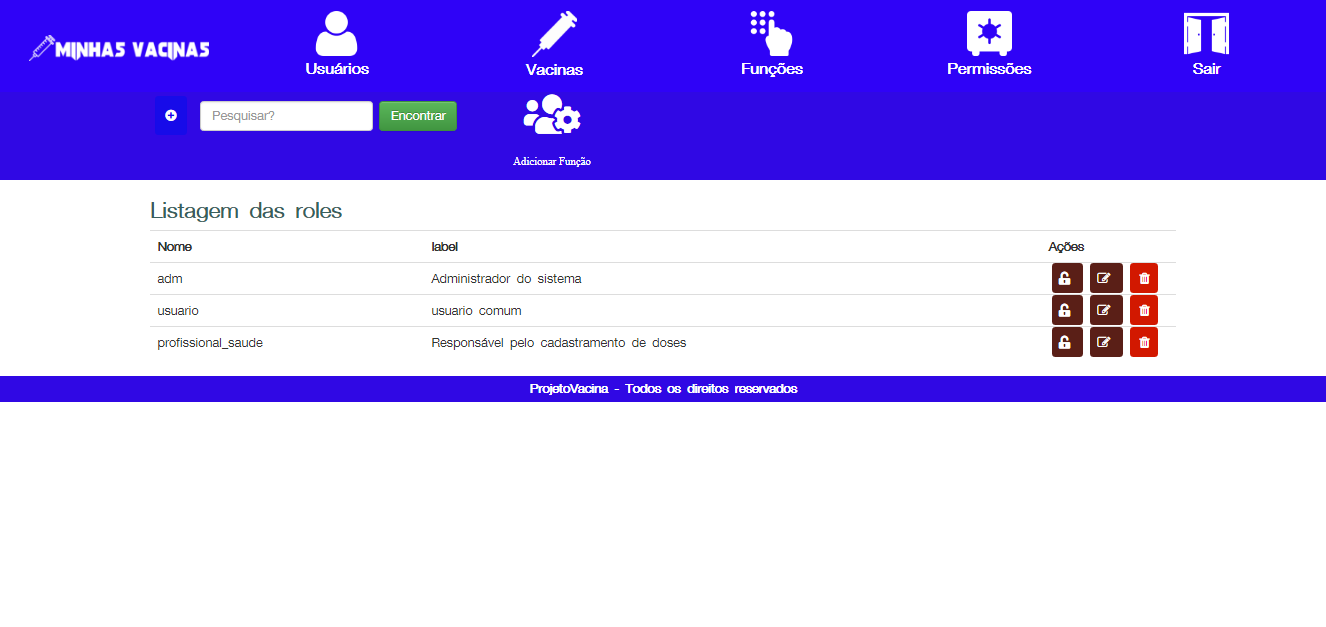 MINHAS VACINAS
Usuários
Vacinas
Funções
Permissões
Sair
Pesquisar?
Encontrar
Adicionar Função
Listagem das roles
Nome label Ações
adm Administrador do sistema
usuario usuario comum
profissional_saude Responsável pelo cadastramento de doses
ProjetoVacina - Todos os direitos reservados